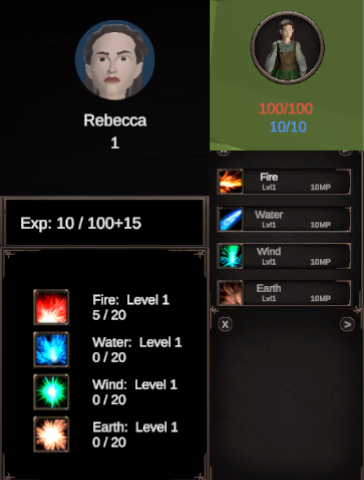 Rebecca
1
Exp: 10 / 100+15
Fire: Level 1
5 / 20
Water: Level 1
0 / 20
Wind: Level 1
0 / 20
Earth: Level 1
0 / 20
100/100
10/10
Fire
Lvl1 10MP
Water
Lvl1 10MP
Wind
Lvl1 10MP
Earth
Lvl1 10MP
X >